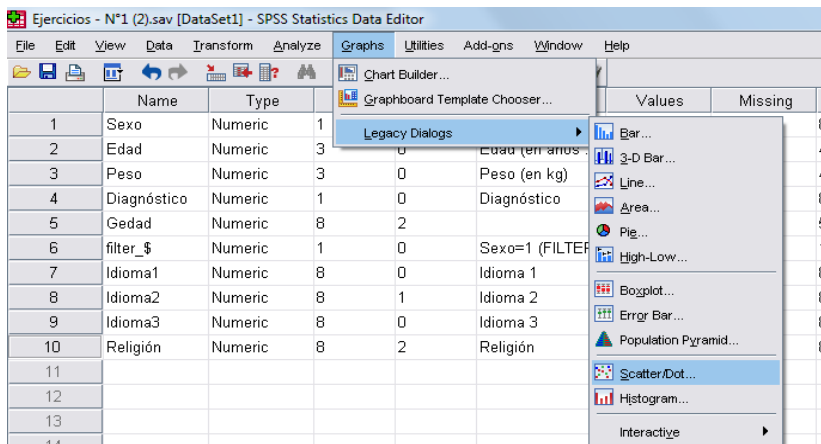 Ejercicios - N°1 (2).sav [DataSet1] - SPSS Statistics Data Editor
File Edit View Data Transform Analyze Graphs Utilities Add-ons Window Help
Chart Builder...
Graphboard Template Chooser...
Legacy Dialogs
Name Type Values Missing
1 Sexo Numeric 1
2 Edad Numeric 3 0 Edad (en años
3 Peso Numeric 3 0 Peso (en kg)
4 Diagnóstico Numeric 1 0 Diagnóstico
5 Gedad Numeric 8 2
6 filter_$ Numeric 1 0 Sexo=1 (FILTER
7 Idioma1 Numeric 8 0 Idioma 1
8 Idioma2 Numeric 8 1 Idioma 2
9 Idioma3 Numeric 8 0 Idioma 3
10 Religión Numeric 8 2 Religión
11
12
13
Bar...
3-D Bar...
Line...
Area...
Pie...
High-Low...
Boxplot...
Error Bar...
Population Pyramid...
Scatter/Dot...
Histogram...
Interactive